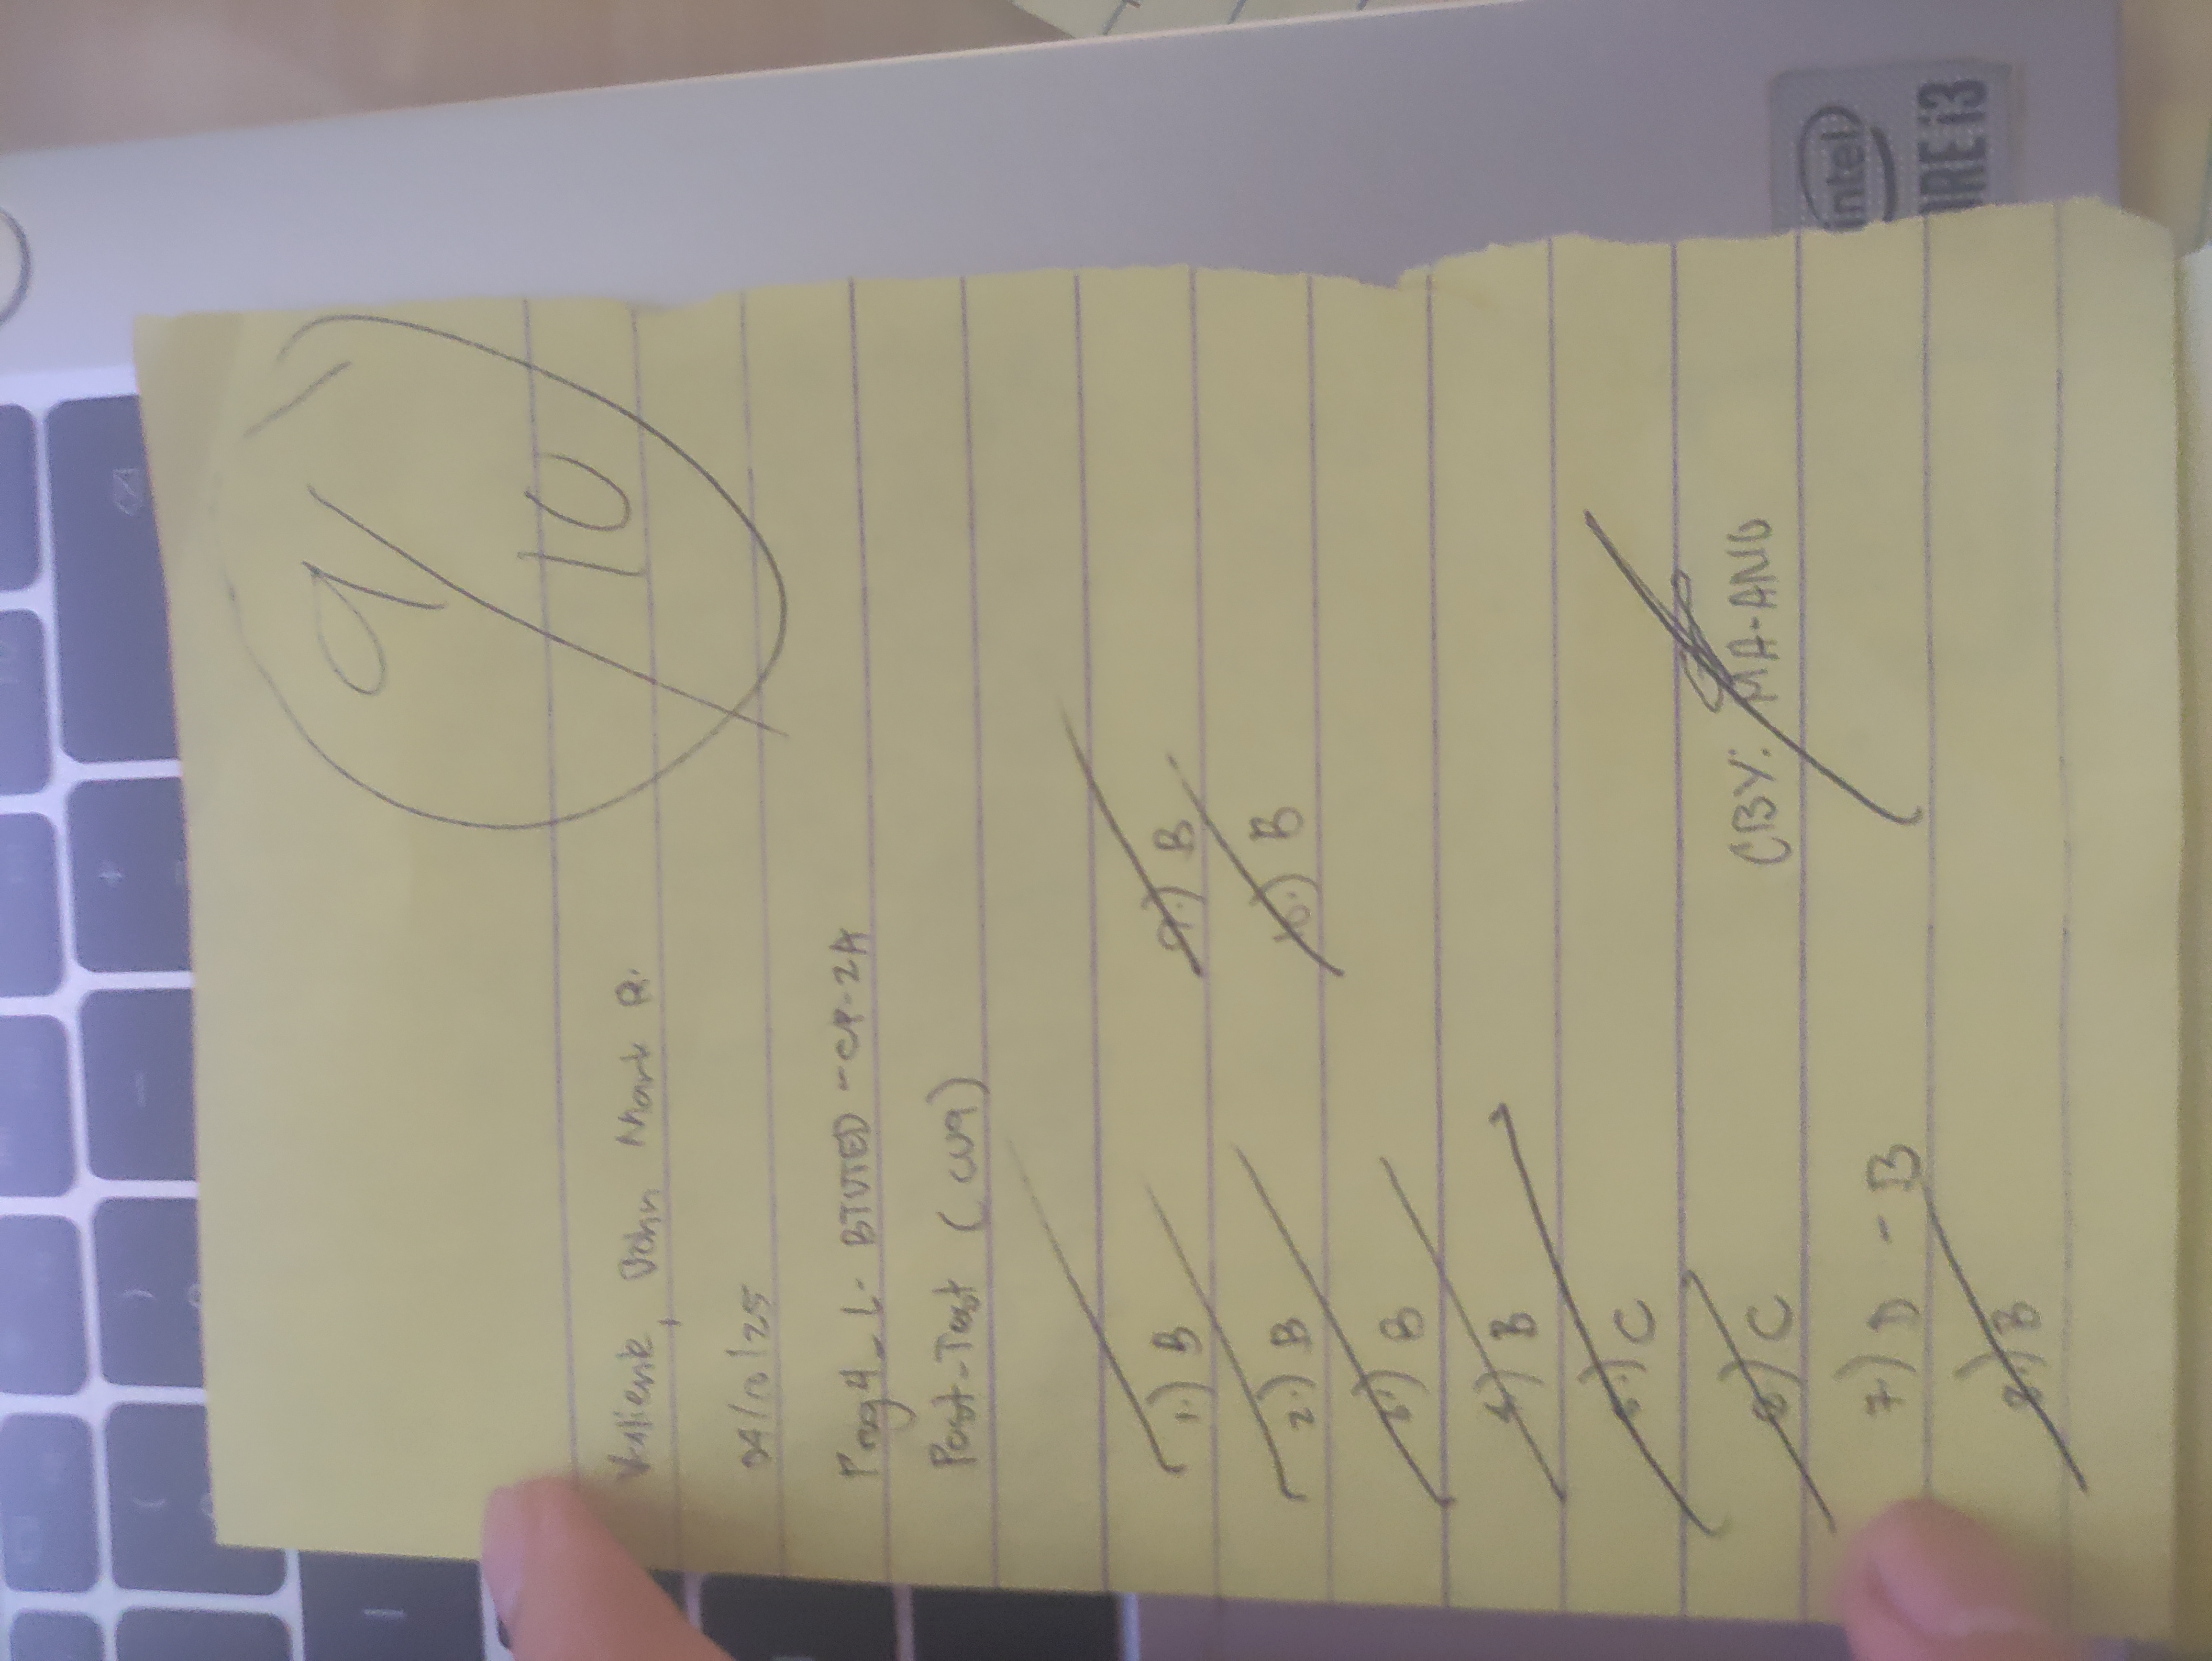 9/10
Valiente, John Mark R.
04/10/25
Prog4_L- BTVTED -CP-2A
Post-Test (CW9)
1.) B
2.) B
3.) B
4.) B
5.) C
6.) C
7.) D - B
8.) B
9.) B
10.) B
CBY: MA-ANO
intel
ORE i3